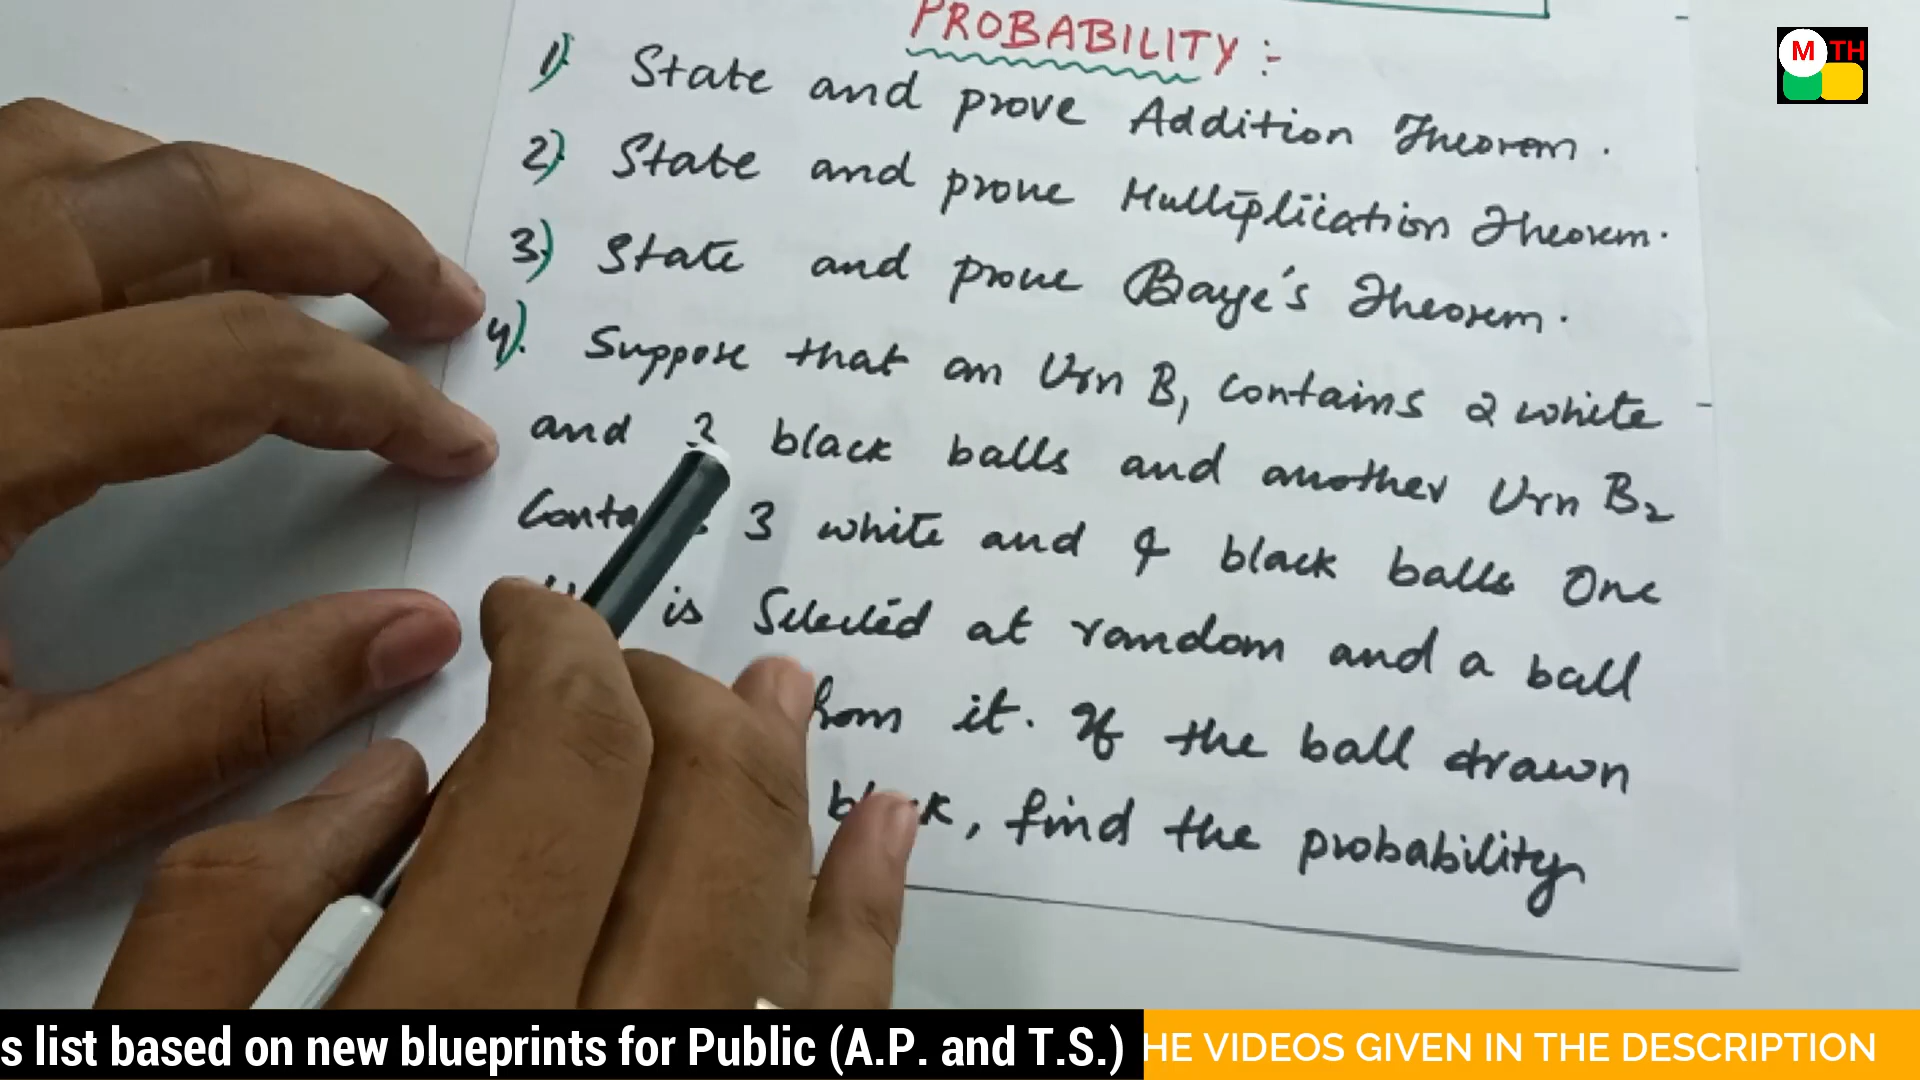 PROBABILITY :-
M TH
1) State and prove Addition Theorem.
2) State and prove Multiplication Theorem.
3) State and prove Baye's Theorem.
4). Suppose that an Urn B1 contains 2 white
and 3 black balls and another Urn B2
3 white and 4 black balls One
is Selected at random and a ball
from it. If the ball drawn
black, find the probability
s list based on new blueprints for Public (A.P. and T.S.)
HE VIDEOS GIVEN IN THE DESCRIPTION